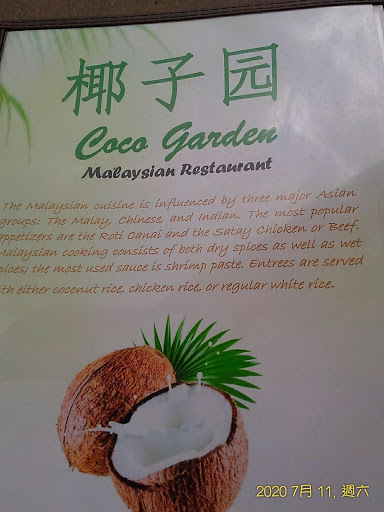 椰子园
Coco Garden
Malaysian Restaurant
The Malaysian cuisine is influenced by three major Asian
groups: The Malay, Chinese, and Indian. The most popular
appetizers are the Roti Canai and the Satay Chicken or Beef.
Malaysian cooking consists of both dry spices as well as wet
pices; the most used sauce is shrimp paste. Entrees are served
ith either coconut rice, chicken rice, or regular white rice.
2020 7月 11, 週六